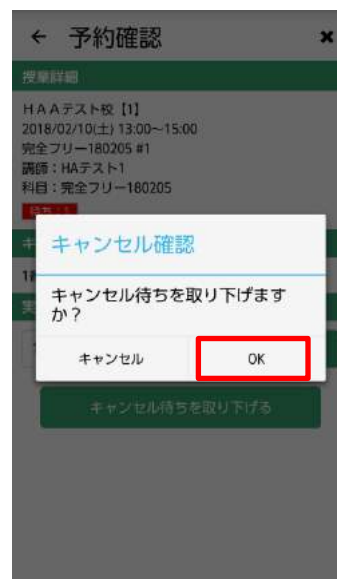 ← 予約確認 ✖
授業詳細
HAAテスト校【1】
2018/02/10(土) 13:00～15:00
完全フリー180205 #1
講師：HAテスト1
科目：完全フリー180205
キ
キャンセル確認
キャンセル待ちを取り下げます
か？
実
キャンセル OK
キャンセル待ちを取り下げる